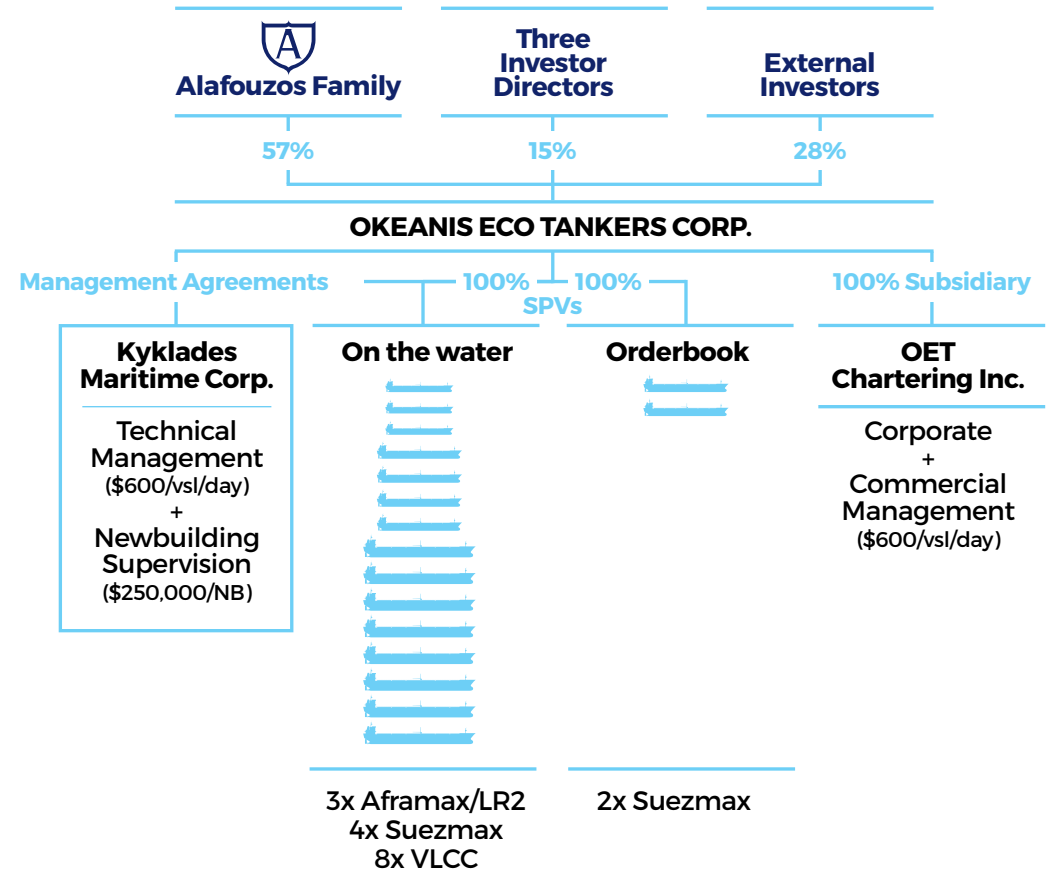 A
Alafouzos Family
Three
Investor
Directors
External
Investors
57%
15%
28%
OKEANIS ECO TANKERS CORP.
Management Agreements
100%
100%
SPVs
100% Subsidiary
Kyklades
Maritime Corp.
Technical
Management
($600/vsl/day)
+
Newbuilding
Supervision
($250,000/NB)
On the water
3x Aframax/LR2
4x Suezmax
8x VLCC
Orderbook
2x Suezmax
OET
Chartering Inc.
Corporate
+
Commercial
Management
($600/vsl/day)